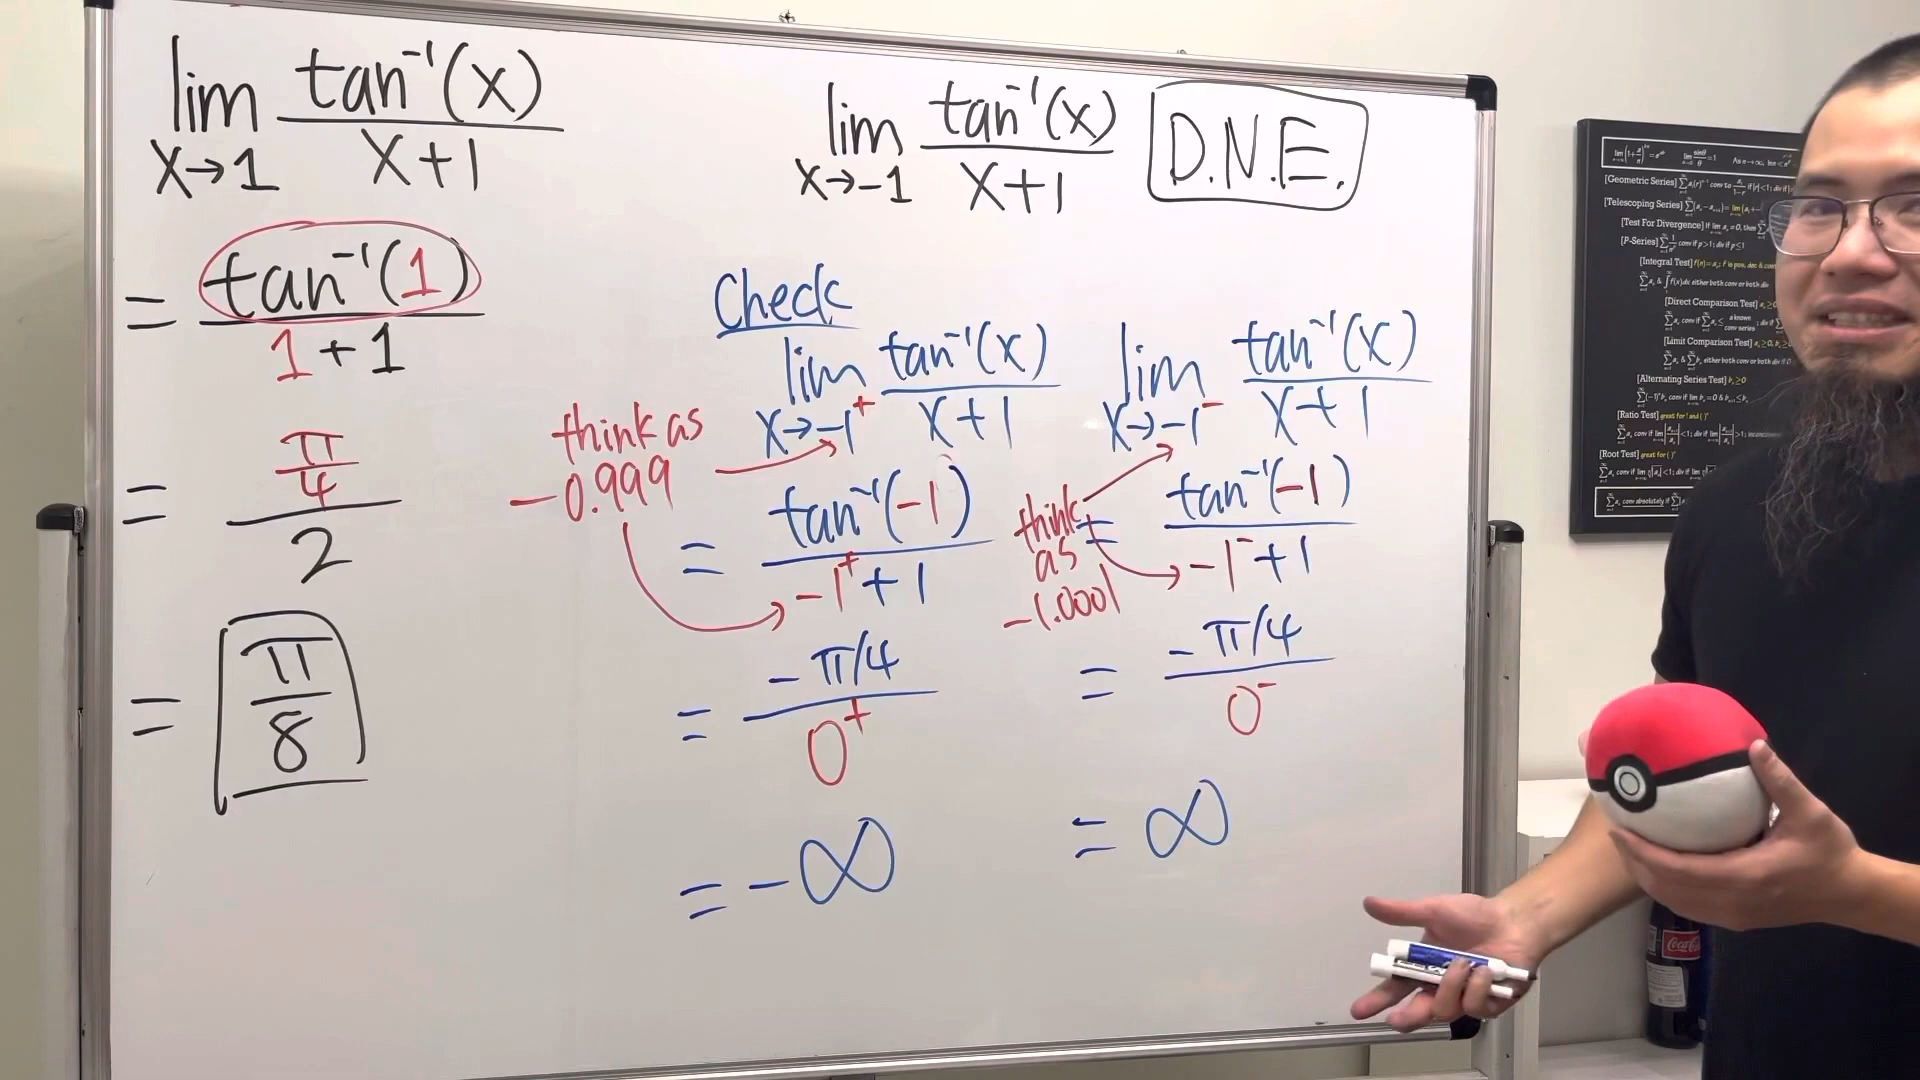 lim x→1 tan⁻¹(x) / x+1
= tan⁻¹(1) / 1+1
= π/4 / 2
= π/8
lim x→-1 tan⁻¹(x) / x+1 D.N.E.
Check
lim x→-1⁺ tan⁻¹(x) / x+1
think as
-0.999
= tan⁻¹(-1) / -1⁺+1
= -π/4 / 0⁺
= -∞
lim x→-1⁻ tan⁻¹(x) / x+1
think
as
-1.0001
= tan⁻¹(-1) / -1⁻+1
= -π/4 / 0⁻
= ∞
[Geometric Series]
[Telescoping Series]
[Test For Divergence]
[P-Series]
[Integral Test]
[Direct Comparison Test]
[Limit Comparison Test]
[Alternating Series Test]
[Ratio Test]
[Root Test]
Coca-Cola